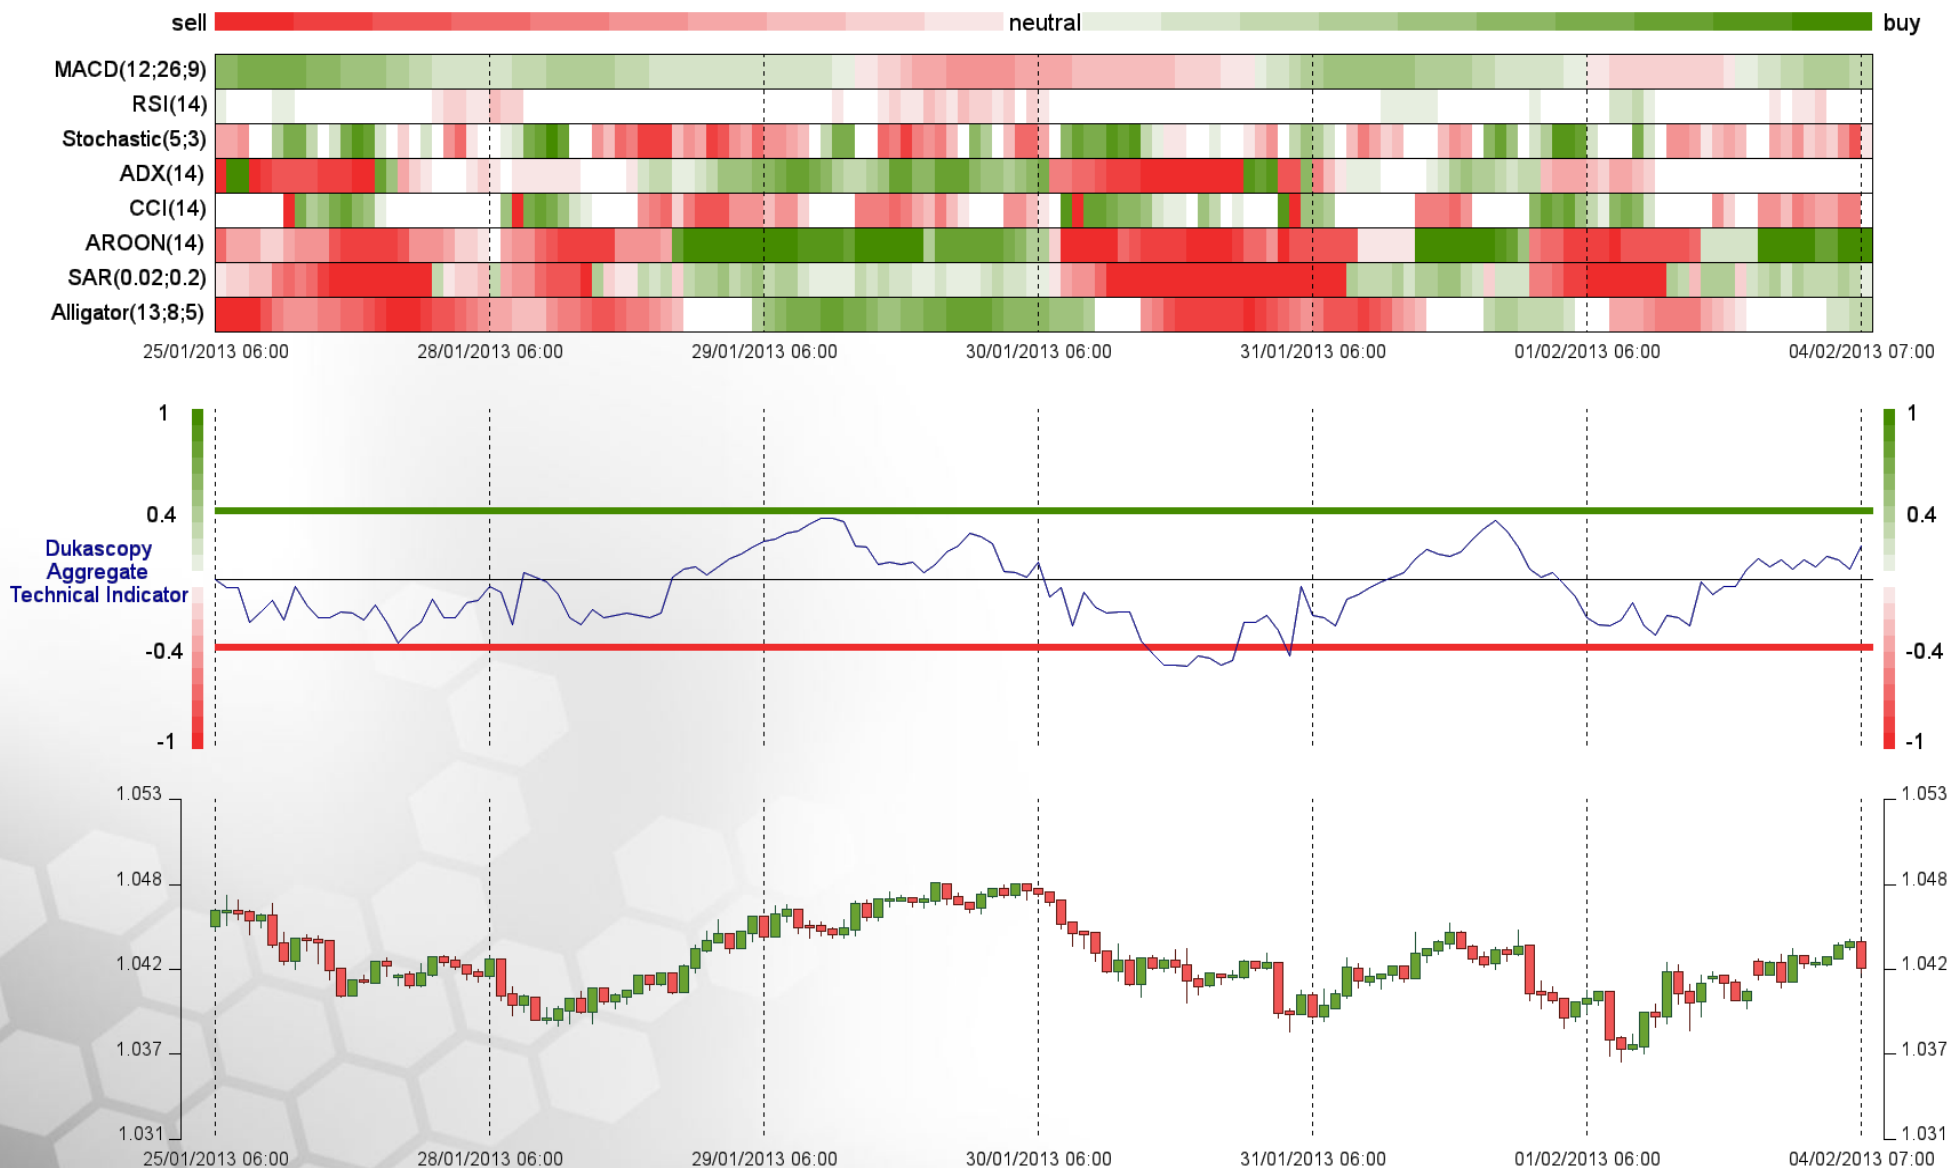 sell neutral buy
MACD(12;26;9)
RSI(14)
Stochastic(5;3)
ADX(14)
CCI(14)
AROON(14)
SAR(0.02;0.2)
Alligator(13;8;5)
25/01/2013 06:00 28/01/2013 06:00 29/01/2013 06:00 30/01/2013 06:00 31/01/2013 06:00 01/02/2013 06:00 04/02/2013 07:00
1 1
0.4 0.4
Dukascopy
Aggregate
Technical Indicator
-0.4 -0.4
-1 -1
1.053 1.053
1.048 1.048
1.042 1.042
1.037 1.037
1.031 1.031
25/01/2013 06:00 28/01/2013 06:00 29/01/2013 06:00 30/01/2013 06:00 31/01/2013 06:00 01/02/2013 06:00 04/02/2013 07:00